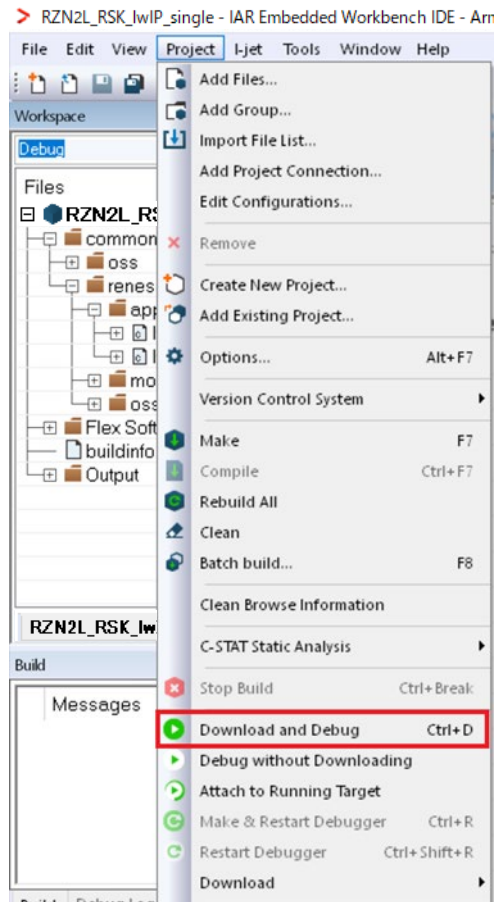 RZN2L_RSK_lwIP_single - IAR Embedded Workbench IDE - Arm
File Edit View Project I-jet Tools Window Help
Workspace
Debug
Files
RZN2L_RS
common
oss
renes
app
mo
oss
Flex Soft
buildinfo
Output
RZN2L_RSK_lw
Build
Messages
Add Files...
Add Group...
Import File List...
Add Project Connection...
Edit Configurations...
Remove
Create New Project...
Add Existing Project...
Options... Alt+F7
Version Control System
Make F7
Compile Ctrl+F7
Rebuild All
Clean
Batch build... F8
Clean Browse Information
C-STAT Static Analysis
Stop Build Ctrl+Break
Download and Debug Ctrl+D
Debug without Downloading
Attach to Running Target
Make & Restart Debugger Ctrl+R
Restart Debugger Ctrl+Shift+R
Download